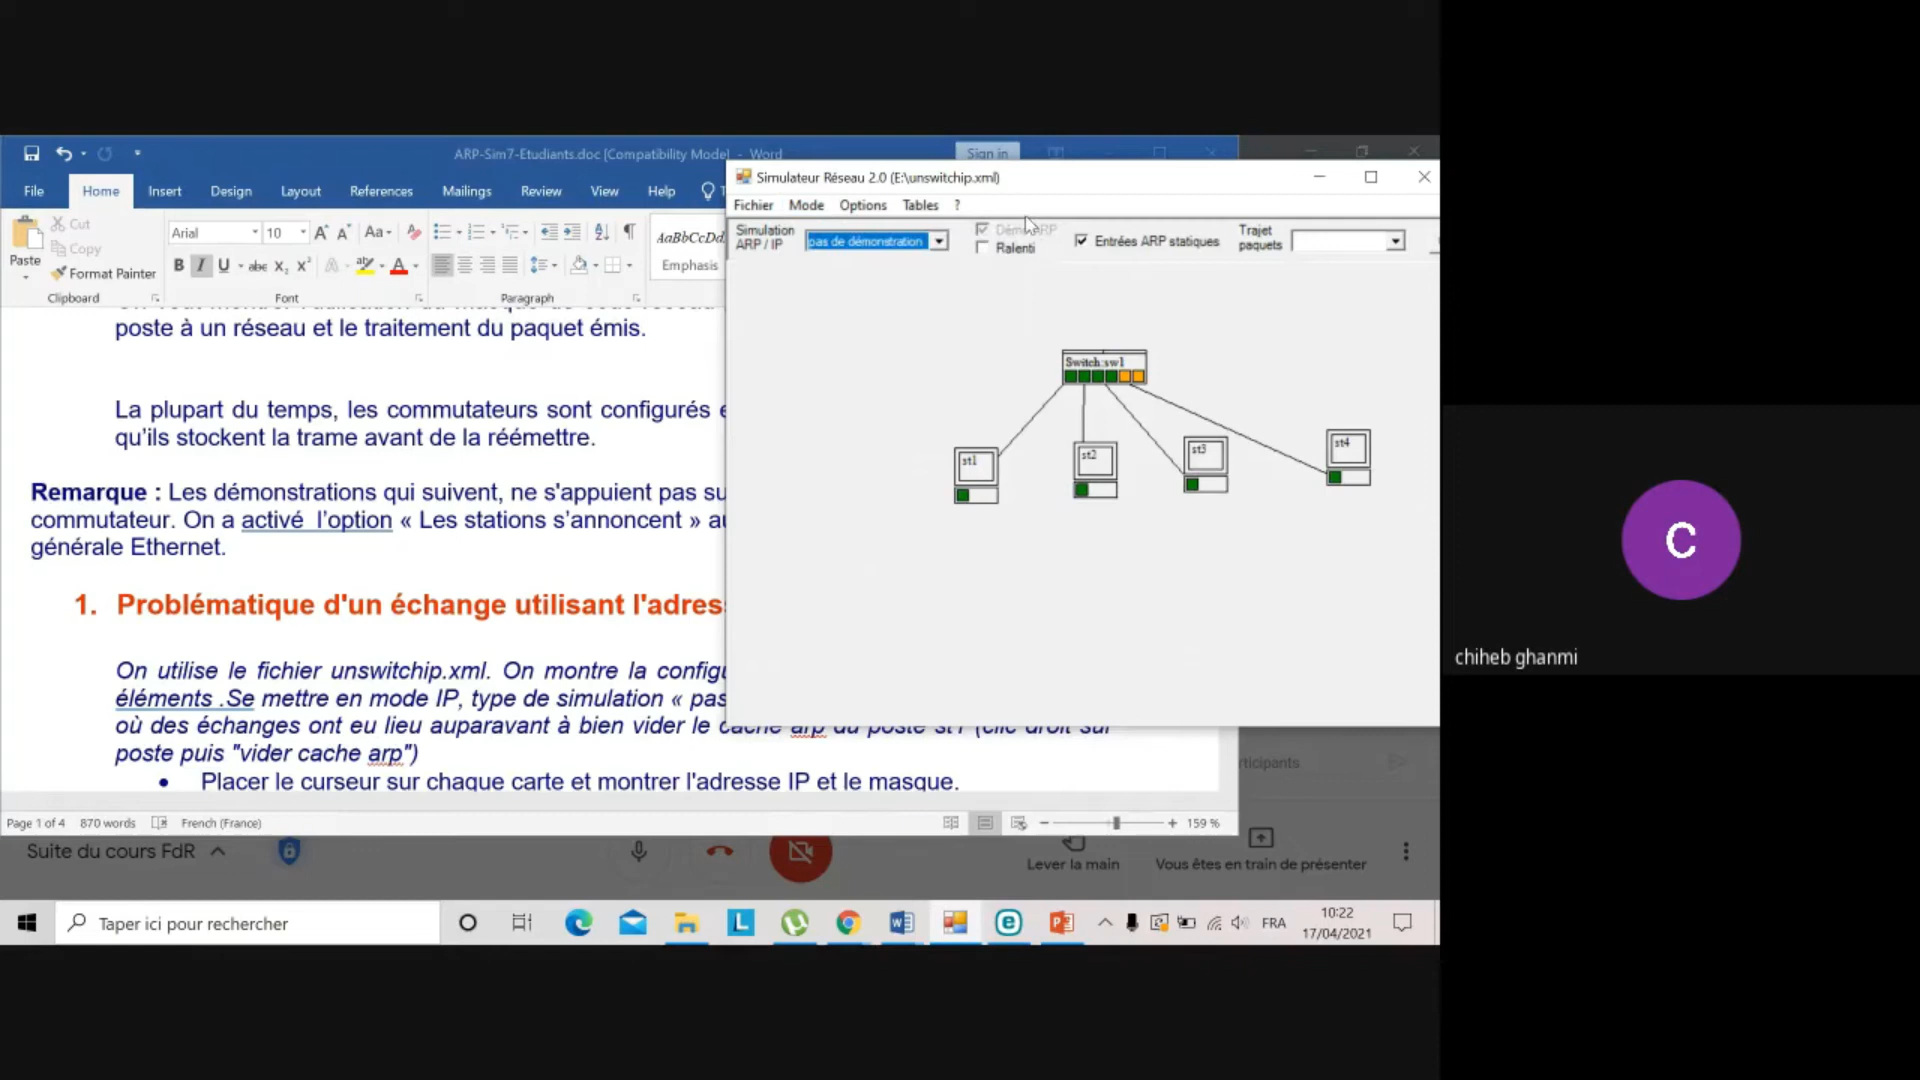 ARP-Sim7-Etudiants.doc [Compatibility Mode] - Word
Sign in
File Home Insert Design Layout References Mailings Review View Help
Paste
Cut
Copy
Format Painter
Clipboard
Arial 10
Font
Paragraph
AaBbCcDd
Emphasis
poste à un réseau et le traitement du paquet émis.
La plupart du temps, les commutateurs sont configurés
qu'ils stockent la trame avant de la réémettre.
Remarque : Les démonstrations qui suivent, ne s'appuient pas su
commutateur. On a activé l'option « Les stations s'annoncent » au
générale Ethernet.
1. Problématique d'un échange utilisant l'adres
On utilise le fichier unswitchip.xml. On montre la config
éléments .Se mettre en mode IP, type de simulation « pas
où des échanges ont eu lieu auparavant à bien vider le cache arp du poste st1 (clic droit sur
poste puis "vider cache arp")
• Placer le curseur sur chaque carte et montrer l'adresse IP et le masque.
Page 1 of 4 870 words French (France)
159 %
Simulateur Réseau 2.0 (E:\unswitchip.xml)
Fichier Mode Options Tables ?
Simulation
ARP / IP
pas de démonstration
Ralenti
Entrées ARP statiques
Trajet
paquets
Switch:sw1
st1
st2
st3
st4
rticipants
Suite du cours FdR
Lever la main
Vous êtes en train de présenter
Taper ici pour rechercher
FRA
10:22
17/04/2021
C
chiheb ghanmi